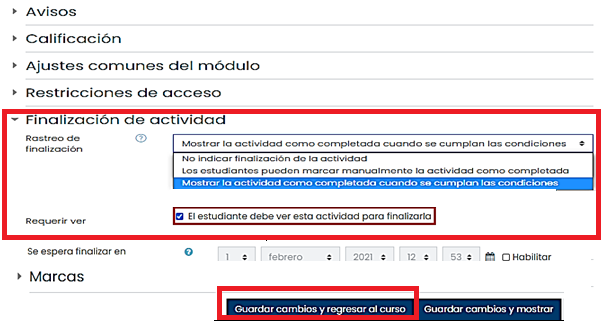 Avisos
Calificación
Ajustes comunes del módulo
Restricciones de acceso
Finalización de actividad
Rastreo de finalización
Mostrar la actividad como completada cuando se cumplan las condiciones
No indicar finalización de la actividad
Los estudiantes pueden marcar manualmente la actividad como completada
Mostrar la actividad como completada cuando se cumplan las condiciones
Requerir ver
El estudiante debe ver esta actividad para finalizarla
Se espera finalizar en 1 febrero 2021 12 53 Habilitar
Marcas
Guardar cambios y regresar al curso Guardar cambios y mostrar